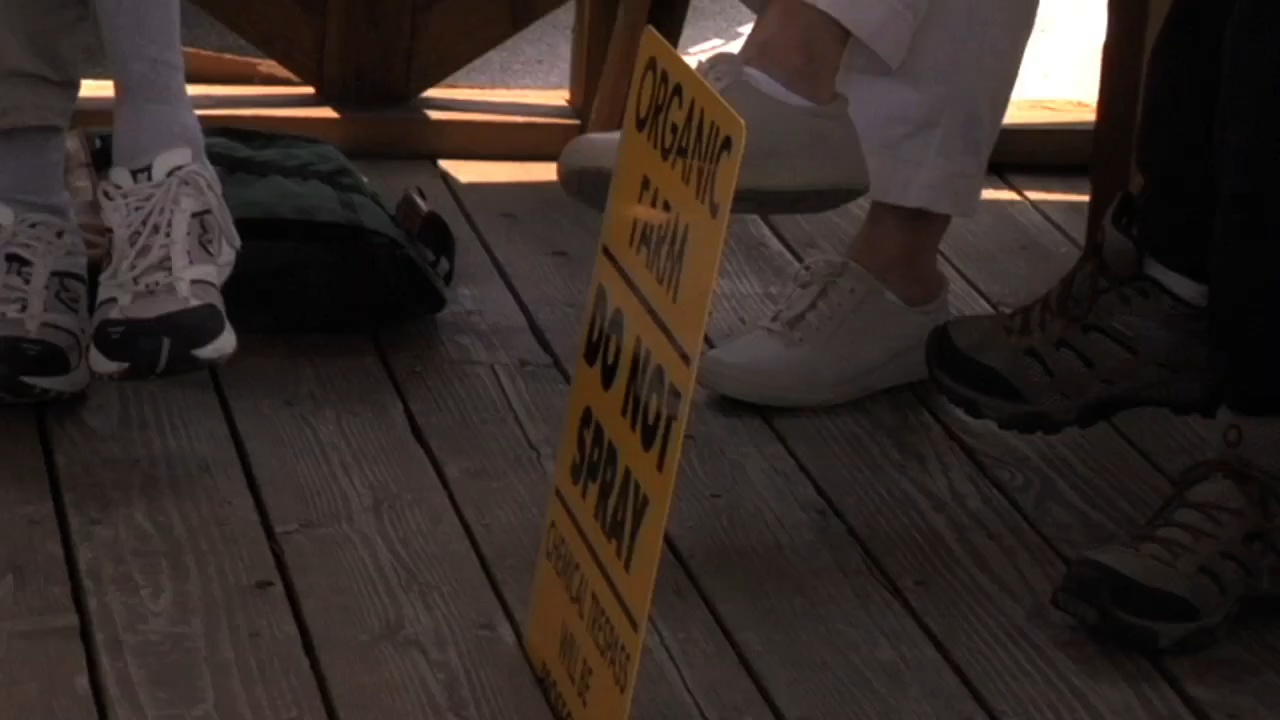 ORGANIC
FARM
DO NOT
SPRAY
CHEMICAL TRESPASS
WILL BE